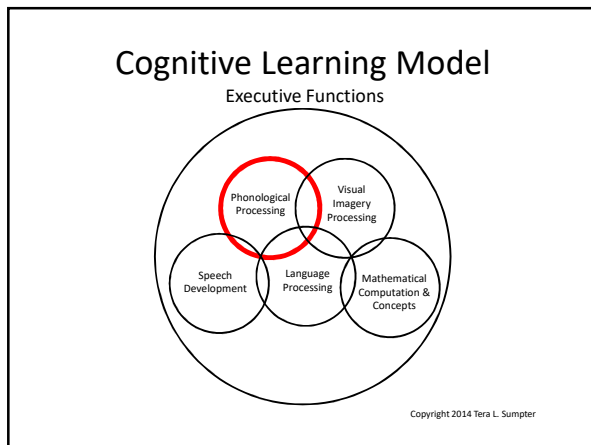 Cognitive Learning Model
Executive Functions
Phonological
Processing
Visual
Imagery
Processing
Speech
Development
Language
Processing
Mathematical
Computation &
Concepts
Copyright 2014 Tera L. Sumpter